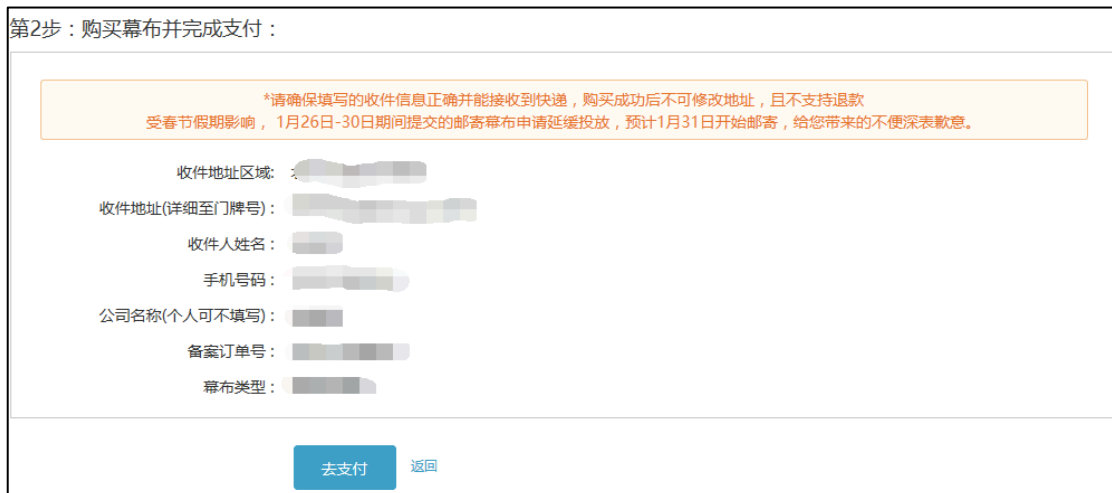 第2步：购买幕布并完成支付：
*请确保填写的收件信息正确并能接收到快递，购买成功后不可修改地址，且不支持退款
受春节假期影响，1月26日-30日期间提交的邮寄幕布申请延缓投放，预计1月31日开始邮寄，给您带来的不便深表歉意。
收件地址区域:
收件地址(详细至门牌号)：
收件人姓名：
手机号码：
公司名称(个人可不填写)：
备案订单号：
幕布类型：
去支付 返回